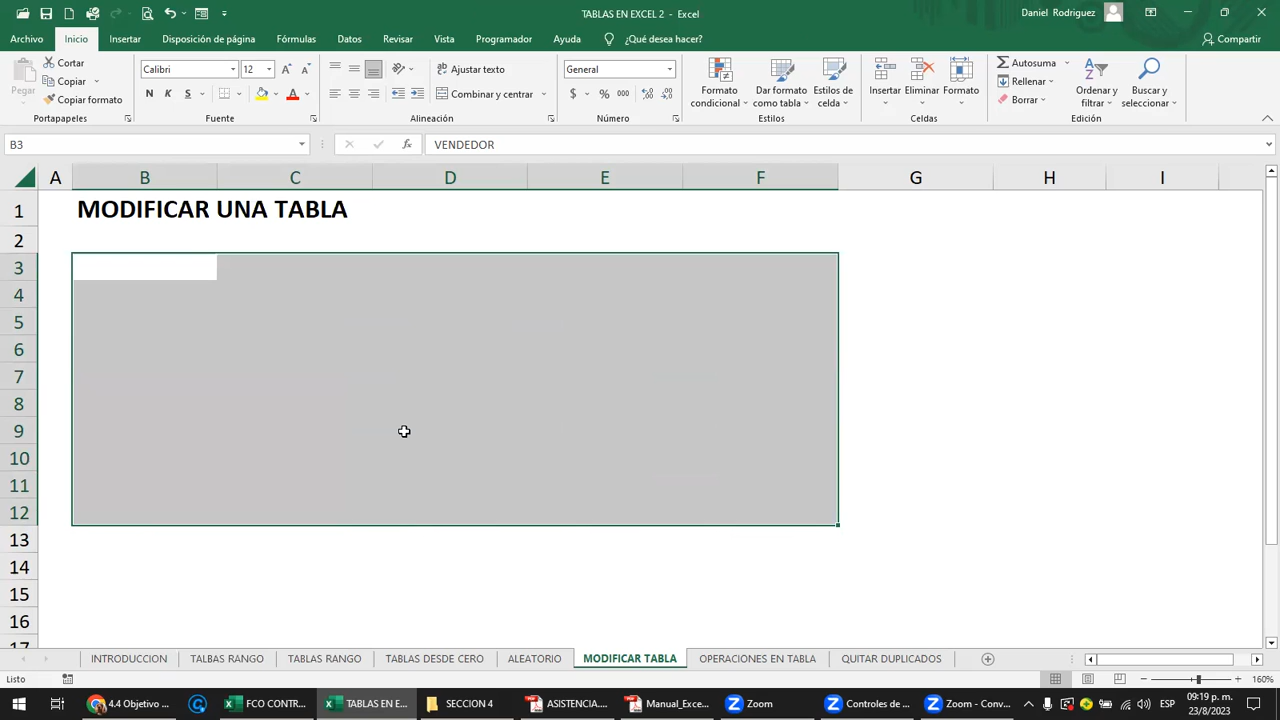 TABLAS EN EXCEL 2 - Excel
Daniel Rodriguez
Archivo Inicio Insertar Disposición de página Fórmulas Datos Revisar Vista Programador Ayuda ¿Qué desea hacer? Compartir
Pegar
Cortar
Copiar
Copiar formato
Portapapeles
Calibri 12
N K S
Fuente
Ajustar texto
Combinar y centrar
Alineación
General
$ % 000
Número
Formato condicional
Dar formato como tabla
Estilos de celda
Estilos
Insertar Eliminar Formato
Celdas
Autosuma
Rellenar
Borrar
Ordenar y filtrar
Buscar y seleccionar
Edición
B3 fx VENDEDOR
A B C D E F G H I
1 MODIFICAR UNA TABLA
2
3
4
5
6
7
8
9
10
11
12
13
14
15
16
17
INTRODUCCION TALBAS RANGO TABLAS RANGO TABLAS DESDE CERO ALEATORIO MODIFICAR TABLA OPERACIONES EN TABLA QUITAR DUPLICADOS
Listo 160%
4.4 Objetivo ... FCO CONTR... TABLAS EN E... SECCION 4 ASISTENCIA.... Manual_Exce... Zoom Controles de ... Zoom - Conv... ESP 09:19 p. m.
23/8/2023